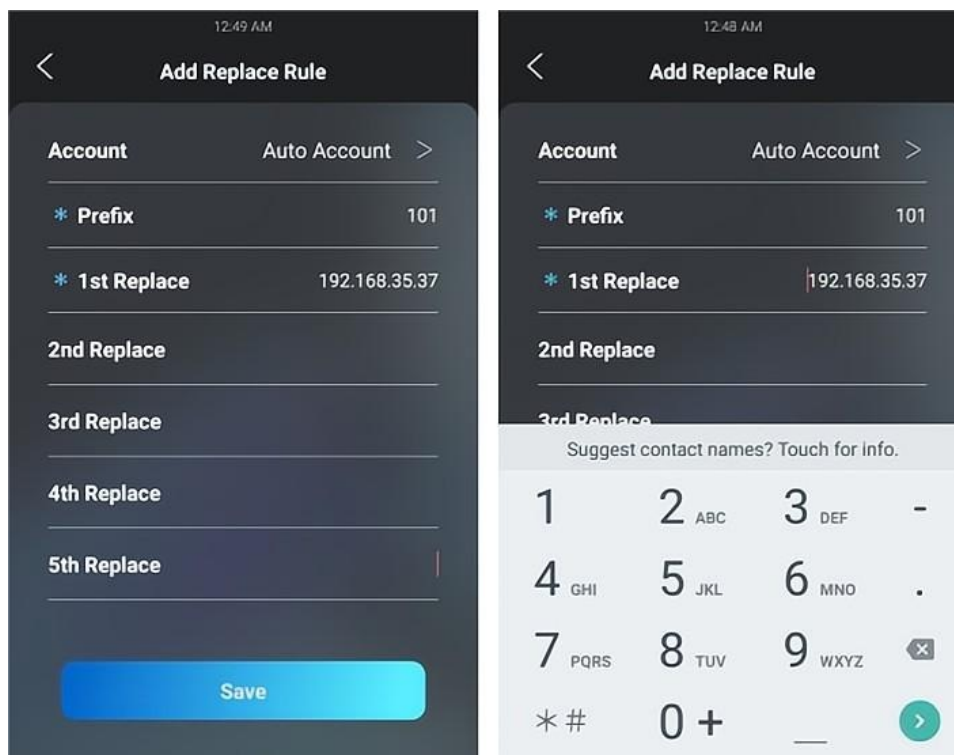 12:49 AM
Add Replace Rule
Account Auto Account >
* Prefix 101
* 1st Replace 192.168.35.37
2nd Replace
3rd Replace
4th Replace
5th Replace
Save
12:48 AM
Add Replace Rule
Account Auto Account >
* Prefix 101
* 1st Replace 192.168.35.37
2nd Replace
3rd Replace
Suggest contact names? Touch for info.
1 2 ABC 3 DEF -
4 GHI 5 JKL 6 MNO .
7 PQRS 8 TUV 9 WXYZ
*# 0 + _